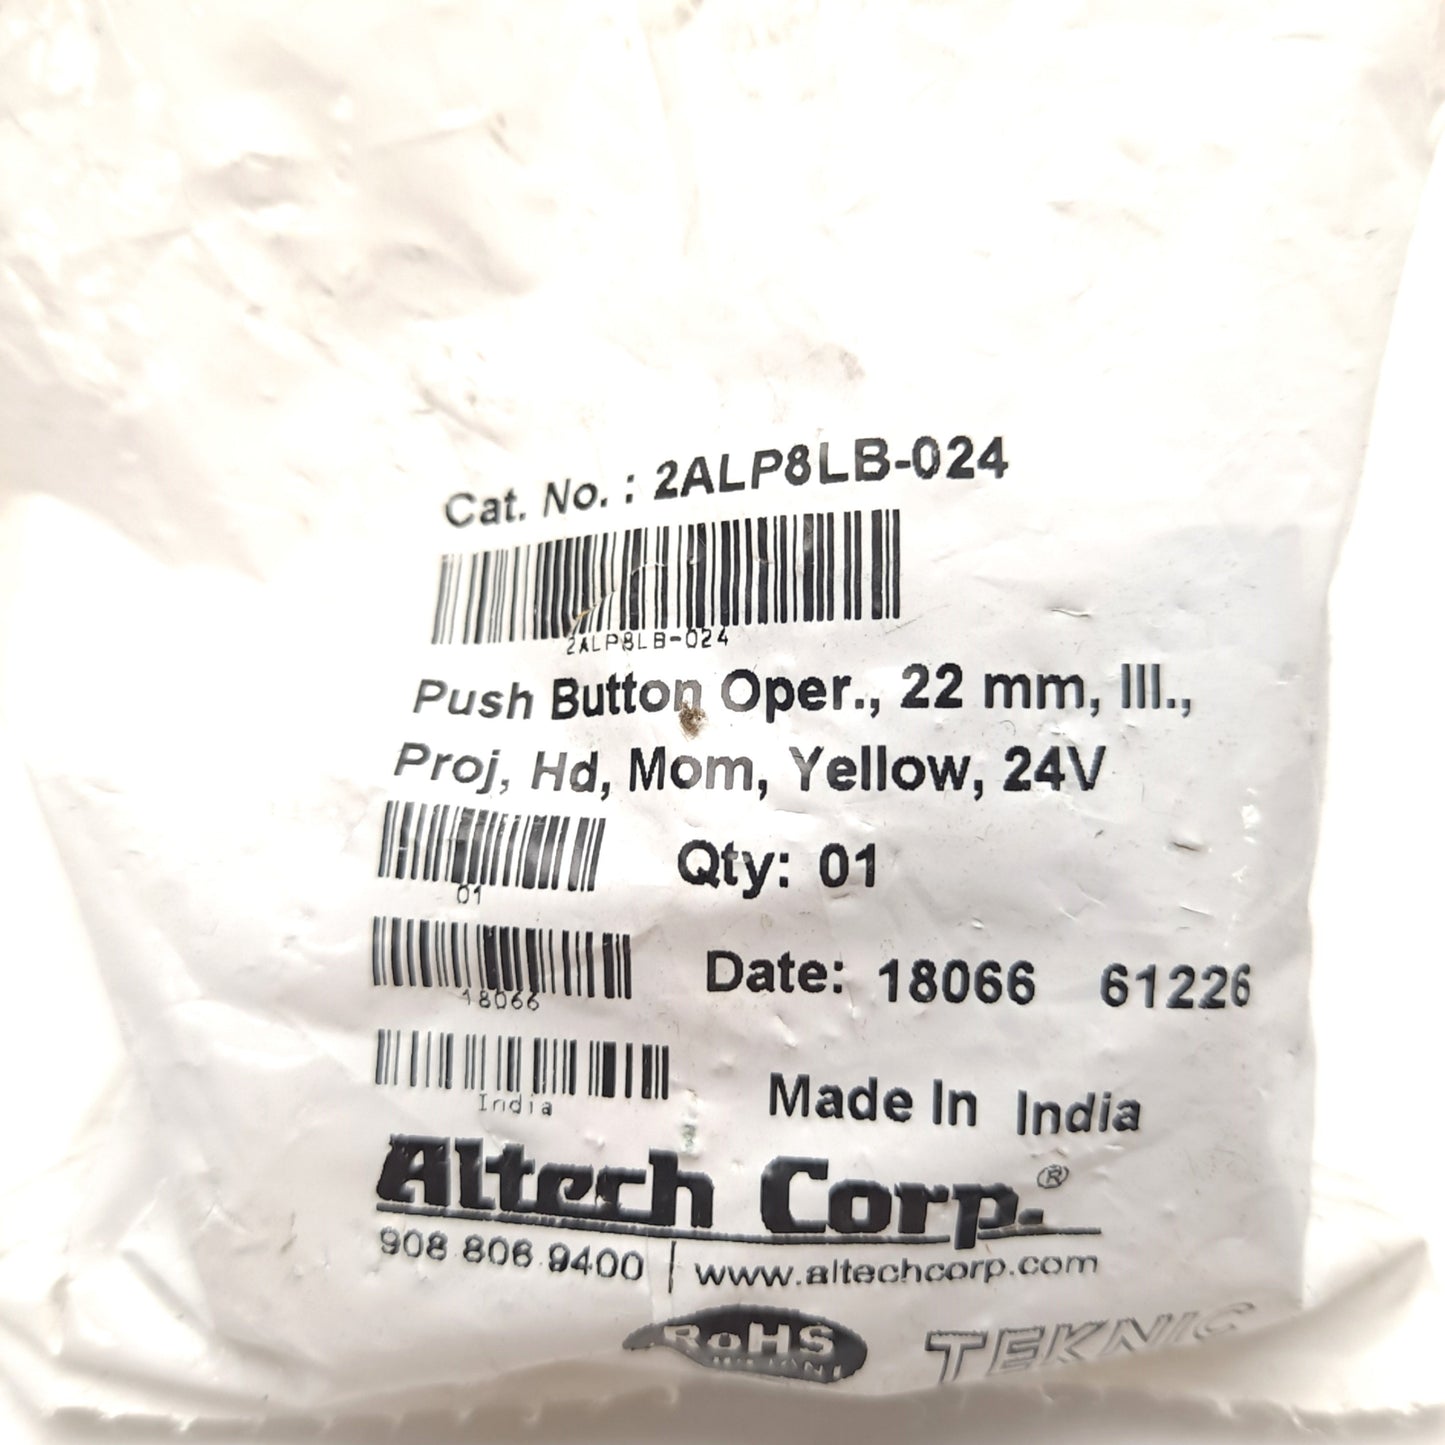 Cat. No. : 2ALP8LB-024
2ALP8LB-024
Push Button Oper., 22 mm, Ill.,
Proj, Hd, Mom, Yellow, 24V
01
Qty: 01
18066
Date: 18066 61226
India
Made In India
Altech Corp.®
908.806.9400 | www.altechcorp.com
RoHS
TEKNIC